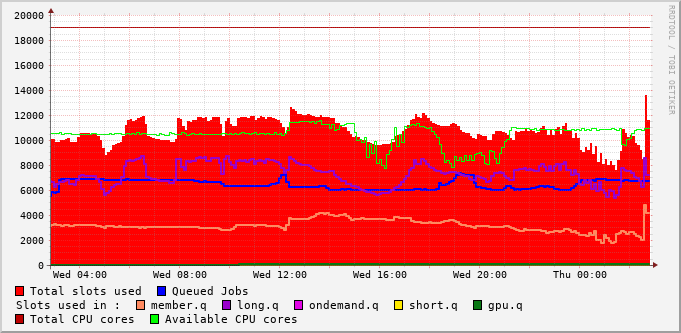 20000
18000
16000
14000
12000
10000
8000
6000
4000
2000
0
Wed 04:00 Wed 08:00 Wed 12:00 Wed 16:00 Wed 20:00 Thu 00:00
RRDTOOL / TOBI OETIKER
Total slots used Queued Jobs
Slots used in : member.q long.q ondemand.q short.q gpu.q
Total CPU cores Available CPU cores